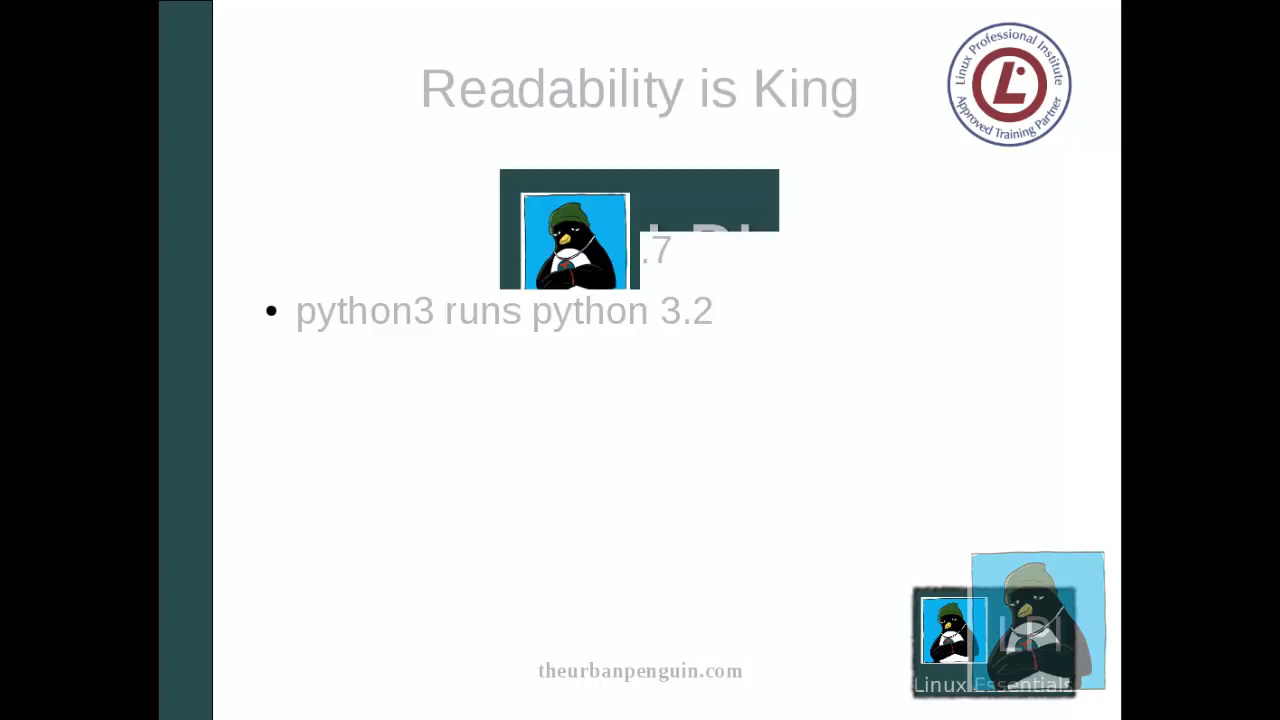 Readability is King
Linux Professional Institute
Approved Training Partner
.7
python3 runs python 3.2
LPI
Linux Essentials
theurbanpenguin.com